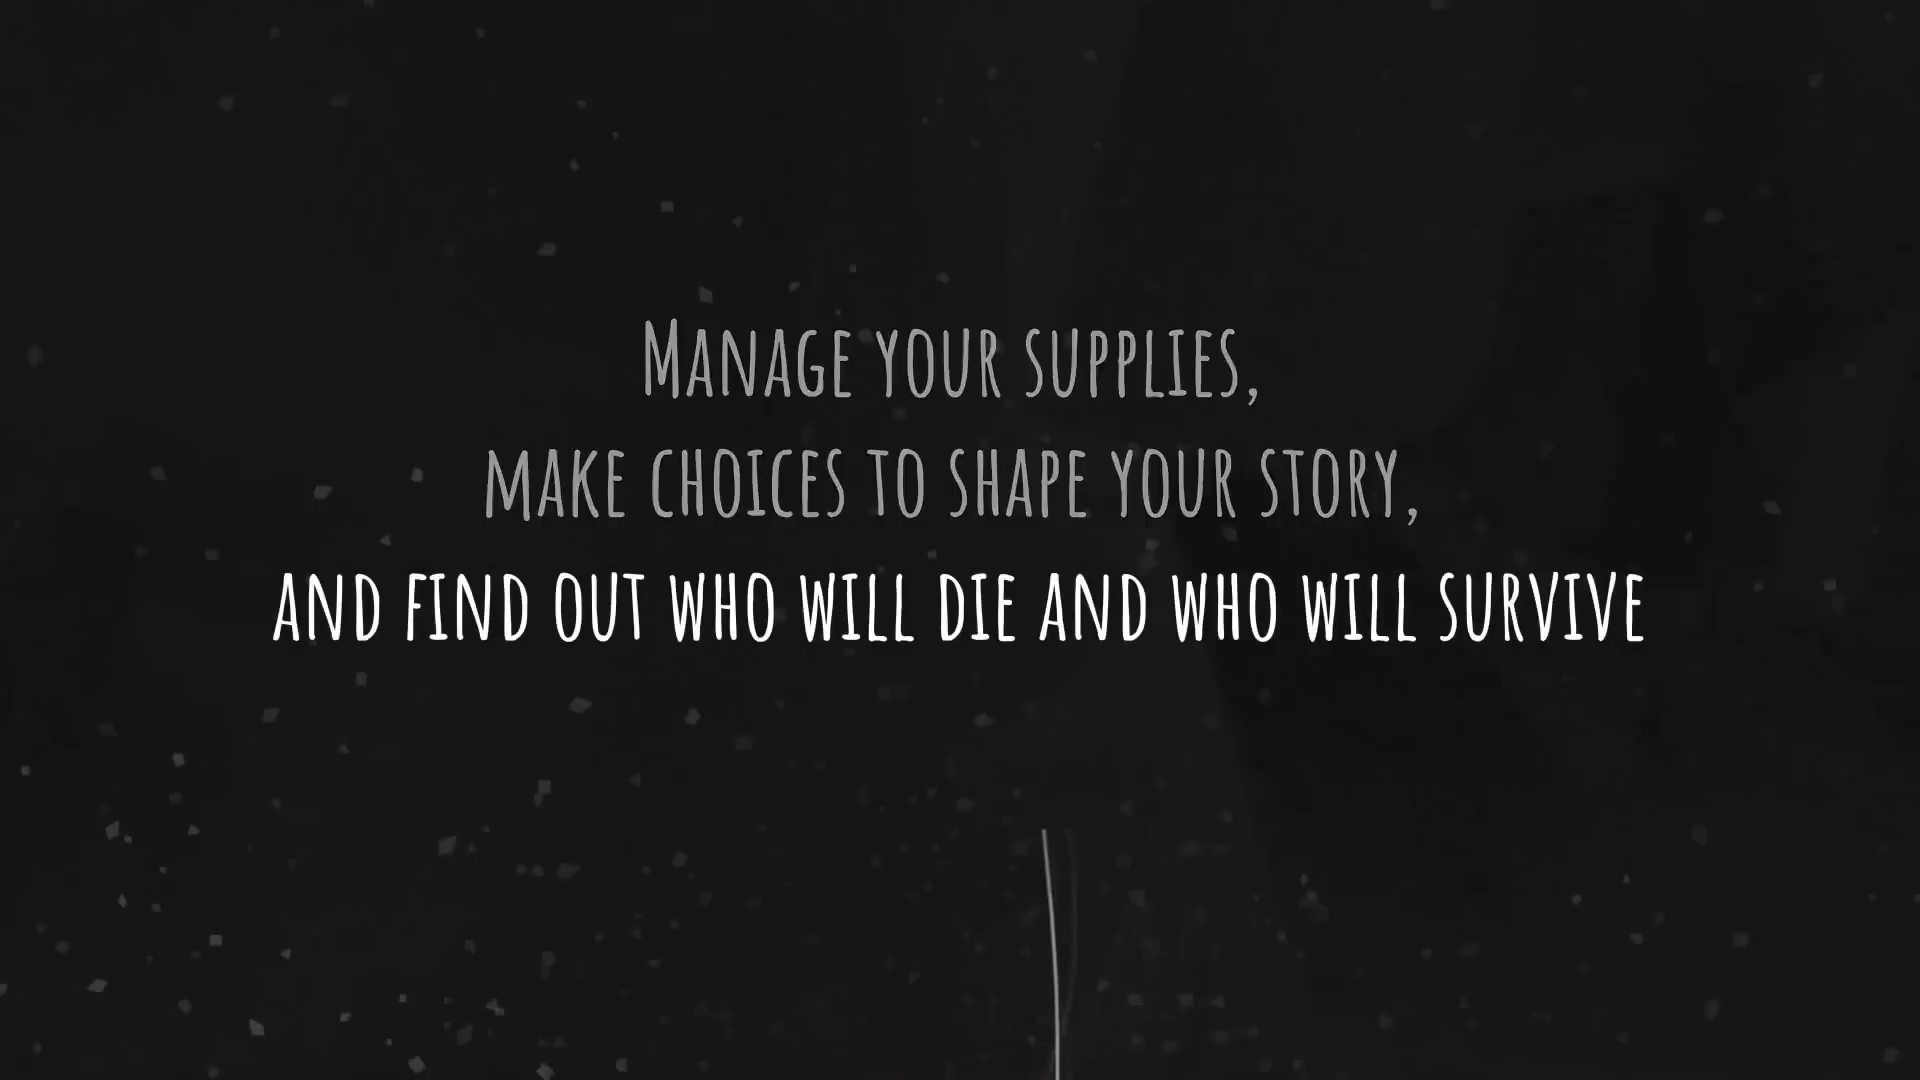 Manage your supplies,
make choices to shape your story,
and find out who will die and who will survive